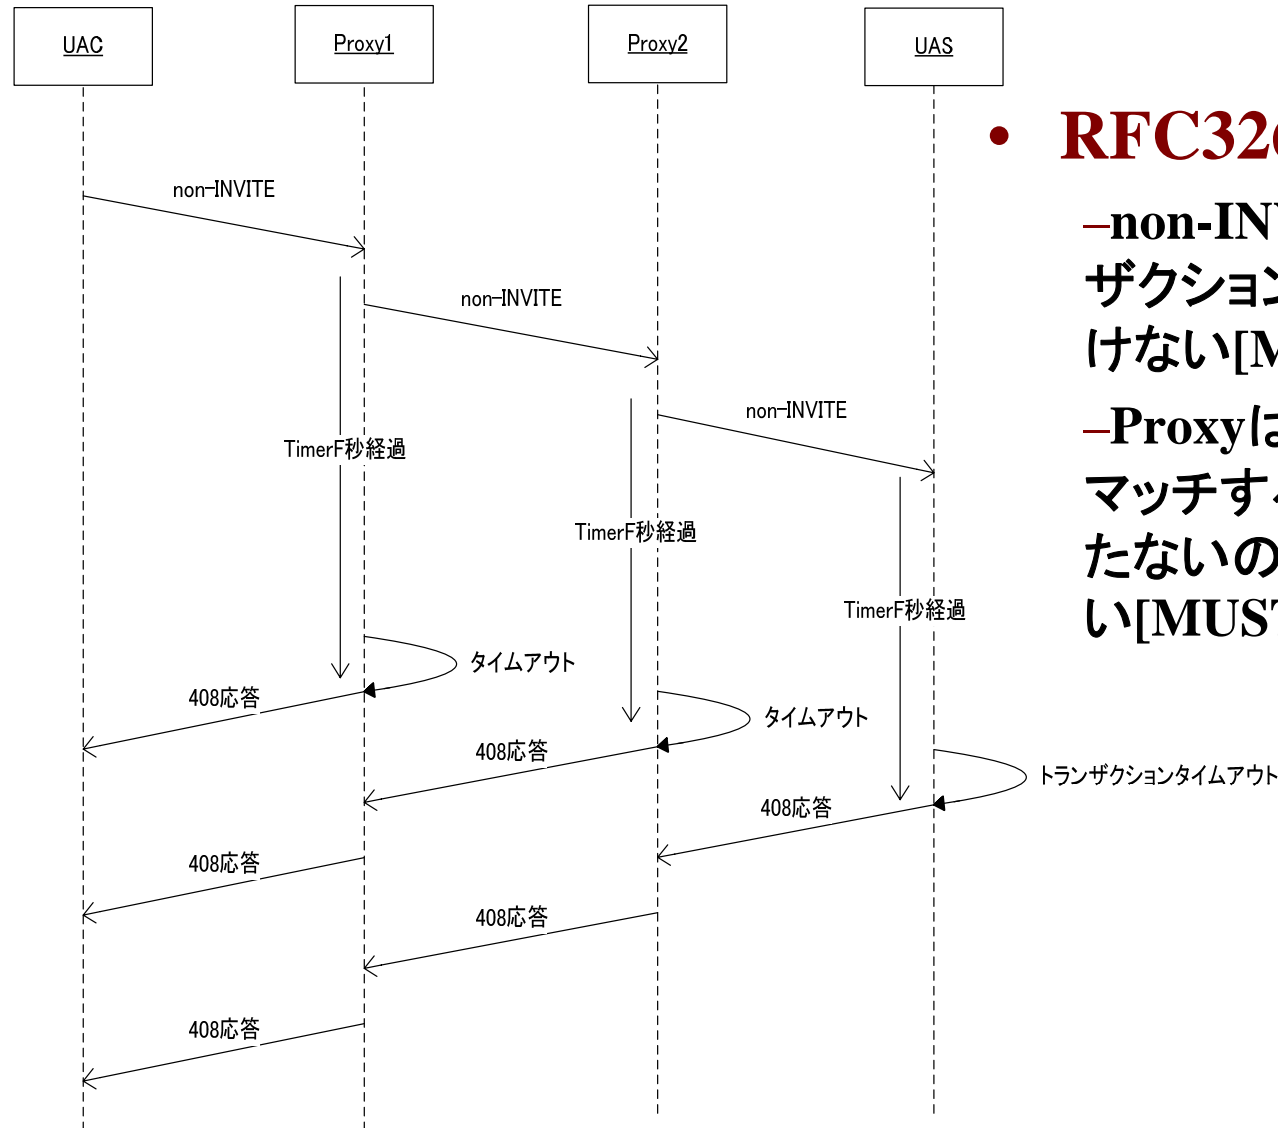 UAC
Proxy1
Proxy2
UAS
non-INVITE
non-INVITE
non-INVITE
TimerF秒経過
TimerF秒経過
TimerF秒経過
タイムアウト
408応答
タイムアウト
408応答
トランザクションタイムアウト
408応答
408応答
408応答
408応答
• RFC326
–non-INV
ザクション
けない[M
–Proxyは
マッチする
たないの
い[MUST